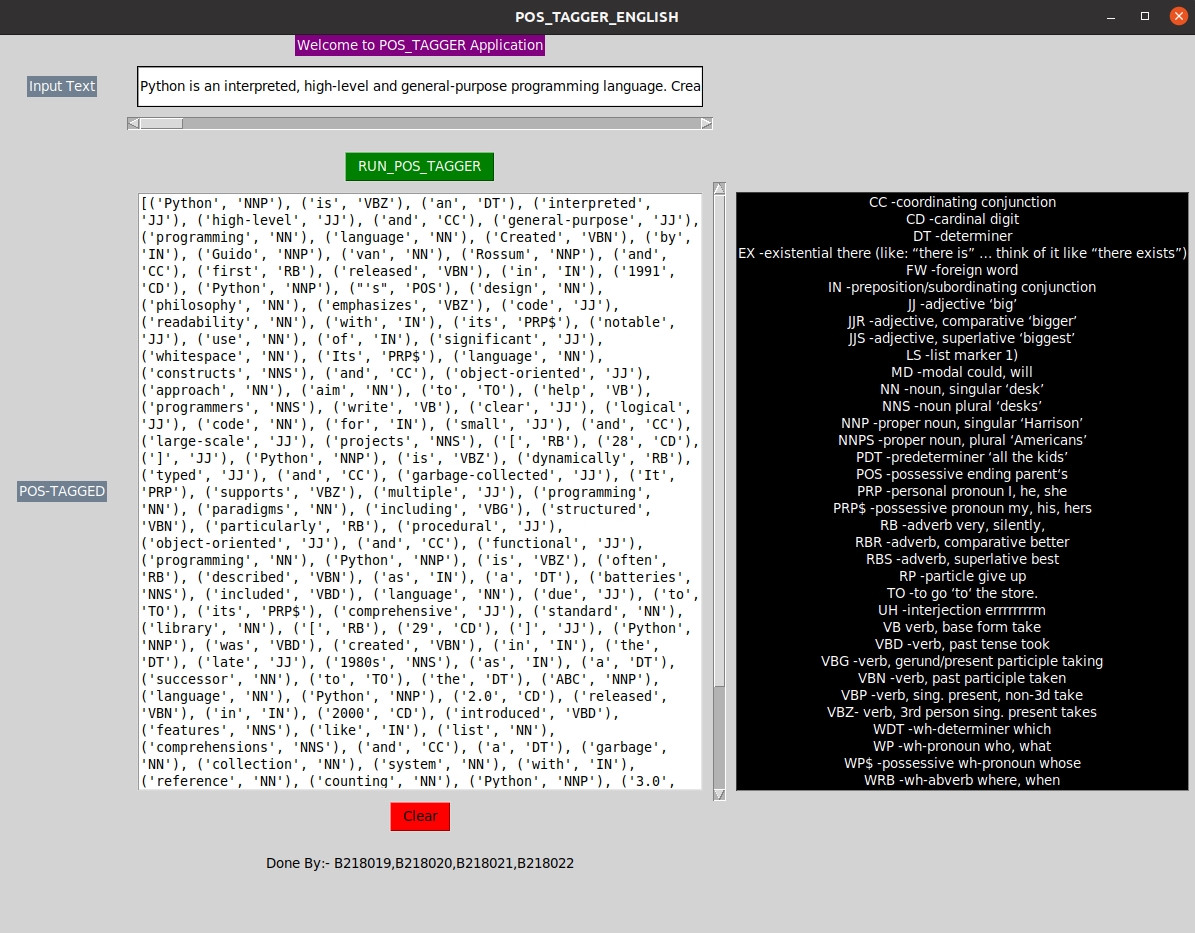 POS_TAGGER_ENGLISH
Welcome to POS_TAGGER Application
Input Text
Python is an interpreted, high-level and general-purpose programming language. Crea
RUN_POS_TAGGER
[('Python', 'NNP'), ('is', 'VBZ'), ('an', 'DT'), ('interpreted',
'JJ'), ('high-level', 'JJ'), ('and', 'CC'), ('general-purpose', 'JJ'),
('programming', 'NN'), ('language', 'NN'), ('Created', 'VBN'), ('by',
'IN'), ('Guido', 'NNP'), ('van', 'NN'), ('Rossum', 'NNP'), ('and',
'CC'), ('first', 'RB'), ('released', 'VBN'), ('in', 'IN'), ('1991',
'CD'), ('Python', 'NNP'), ("'s", 'POS'), ('design', 'NN'),
('philosophy', 'NN'), ('emphasizes', 'VBZ'), ('code', 'JJ'),
('readability', 'NN'), ('with', 'IN'), ('its', 'PRP$'), ('notable',
'JJ'), ('use', 'NN'), ('of', 'IN'), ('significant', 'JJ'),
('whitespace', 'NN'), ('Its', 'PRP$'), ('language', 'NN'),
('constructs', 'NNS'), ('and', 'CC'), ('object-oriented', 'JJ'),
('approach', 'NN'), ('aim', 'NN'), ('to', 'TO'), ('help', 'VB'),
('programmers', 'NNS'), ('write', 'VB'), ('clear', 'JJ'), ('logical',
'JJ'), ('code', 'NN'), ('for', 'IN'), ('small', 'JJ'), ('and', 'CC'),
('large-scale', 'JJ'), ('projects', 'NNS'), ('[', 'RB'), ('28', 'CD'),
(']', 'JJ'), ('Python', 'NNP'), ('is', 'VBZ'), ('dynamically', 'RB'),
('typed', 'JJ'), ('and', 'CC'), ('garbage-collected', 'JJ'), ('It',
'PRP'), ('supports', 'VBZ'), ('multiple', 'JJ'), ('programming',
'NN'), ('paradigms', 'NN'), ('including', 'VBG'), ('structured',
'VBN'), ('particularly', 'RB'), ('procedural', 'JJ'),
('object-oriented', 'JJ'), ('and', 'CC'), ('functional', 'JJ'),
('programming', 'NN'), ('Python', 'NNP'), ('is', 'VBZ'), ('often',
'RB'), ('described', 'VBN'), ('as', 'IN'), ('a', 'DT'), ('batteries',
'NNS'), ('included', 'VBD'), ('language', 'NN'), ('due', 'JJ'), ('to',
'TO'), ('its', 'PRP$'), ('comprehensive', 'JJ'), ('standard', 'NN'),
('library', 'NN'), ('[', 'RB'), ('29', 'CD'), (']', 'JJ'), ('Python',
'NNP'), ('was', 'VBD'), ('created', 'VBN'), ('in', 'IN'), ('the',
'DT'), ('late', 'JJ'), ('1980s', 'NNS'), ('as', 'IN'), ('a', 'DT'),
('successor', 'NN'), ('to', 'TO'), ('the', 'DT'), ('ABC', 'NNP'),
('language', 'NN'), ('Python', 'NNP'), ('2.0', 'CD'), ('released',
'VBN'), ('in', 'IN'), ('2000', 'CD'), ('introduced', 'VBD'),
('features', 'NNS'), ('like', 'IN'), ('list', 'NN'),
('comprehensions', 'NNS'), ('and', 'CC'), ('a', 'DT'), ('garbage',
'NN'), ('collection', 'NN'), ('system', 'NN'), ('with', 'IN'),
('reference', 'NN'), ('counting', 'NN'), ('Python', 'NNP'), ('3.0',
POS-TAGGED
CC -coordinating conjunction
CD -cardinal digit
DT -determiner
EX -existential there (like: “there is” … think of it like “there exists”)
FW -foreign word
IN -preposition/subordinating conjunction
JJ -adjective ‘big’
JJR -adjective, comparative ‘bigger’
JJS -adjective, superlative ‘biggest’
LS -list marker 1)
MD -modal could, will
NN -noun, singular ‘desk’
NNS -noun plural ‘desks’
NNP -proper noun, singular ‘Harrison’
NNPS -proper noun, plural ‘Americans’
PDT -predeterminer ‘all the kids’
POS -possessive ending parent‘s
PRP -personal pronoun I, he, she
PRP$ -possessive pronoun my, his, hers
RB -adverb very, silently,
RBR -adverb, comparative better
RBS -adverb, superlative best
RP -particle give up
TO -to go ‘to’ the store.
UH -interjection errrrrrrrm
VB verb, base form take
VBD -verb, past tense took
VBG -verb, gerund/present participle taking
VBN -verb, past participle taken
VBP -verb, sing. present, non-3d take
VBZ- verb, 3rd person sing. present takes
WDT -wh-determiner which
WP -wh-pronoun who, what
WP$ -possessive wh-pronoun whose
WRB -wh-abverb where, when
Clear
Done By:- B218019,B218020,B218021,B218022